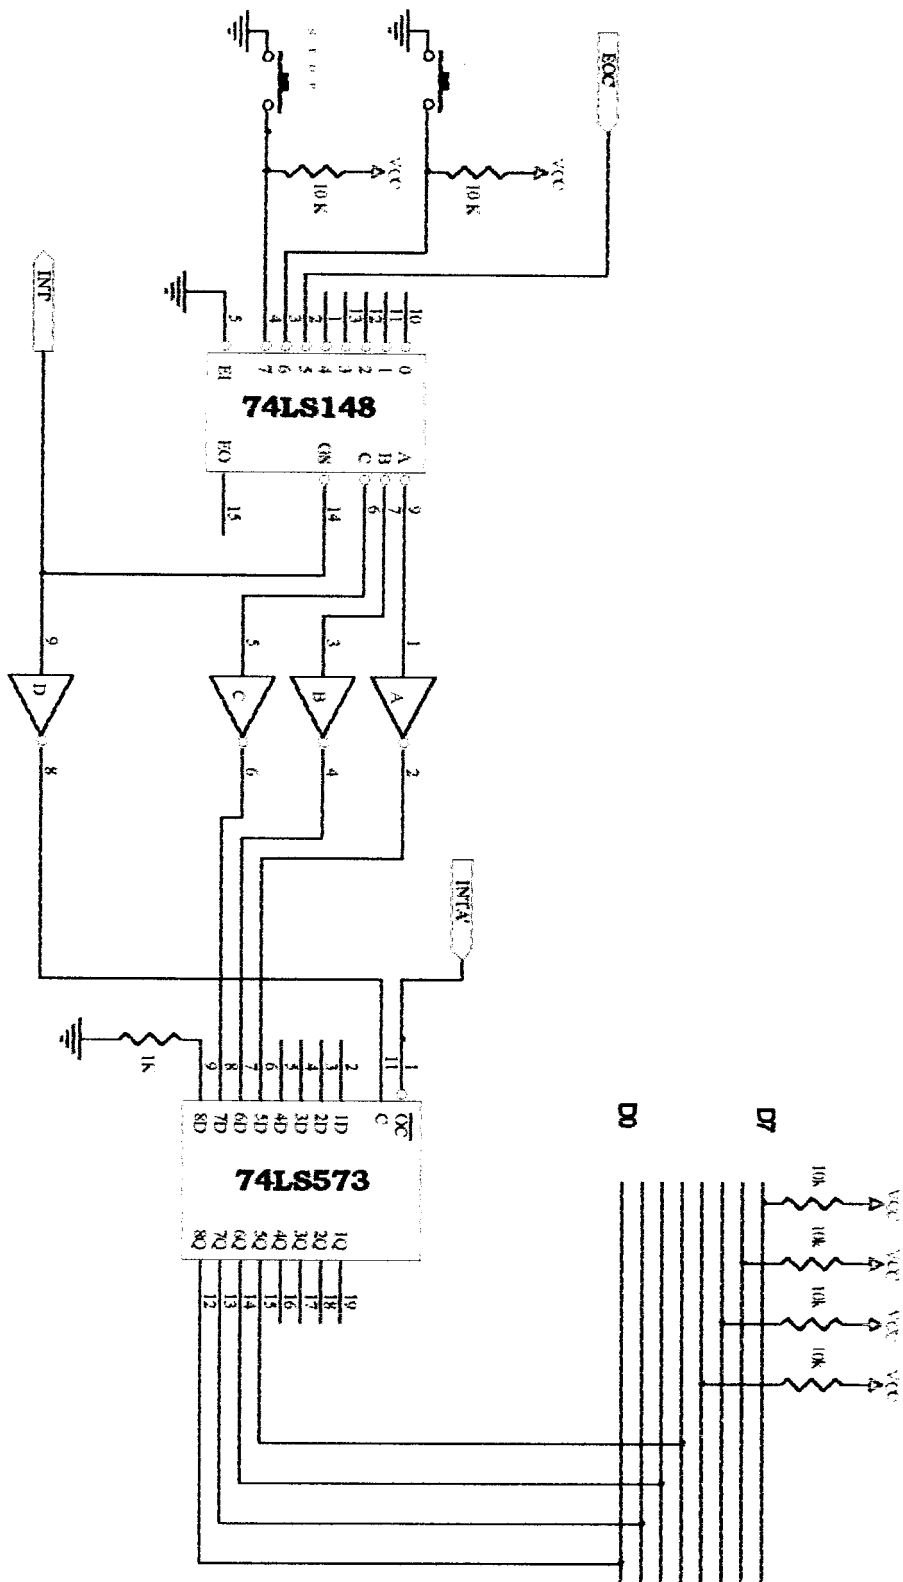 EOC
VCC
VCC
10K
10K
INT
5
4
3
2
1
13
12
11
10
EI
7
6
5
4
3
2
1
0
74LS148
EO
GS
C
B
A
15
14
6
7
9
9
5
3
1
D
C
B
A
8
6
4
2
INTA'
1K
9
8
7
6
5
4
3
2
11
1
8D
7D
6D
5D
4D
3D
2D
1D
C
OC
74LS573
8Q
7Q
6Q
5Q
4Q
3Q
2Q
1Q
12
13
14
15
16
17
18
19
D0
D7
10k
VCC
10k
VCC
10k
VCC
10k
VCC